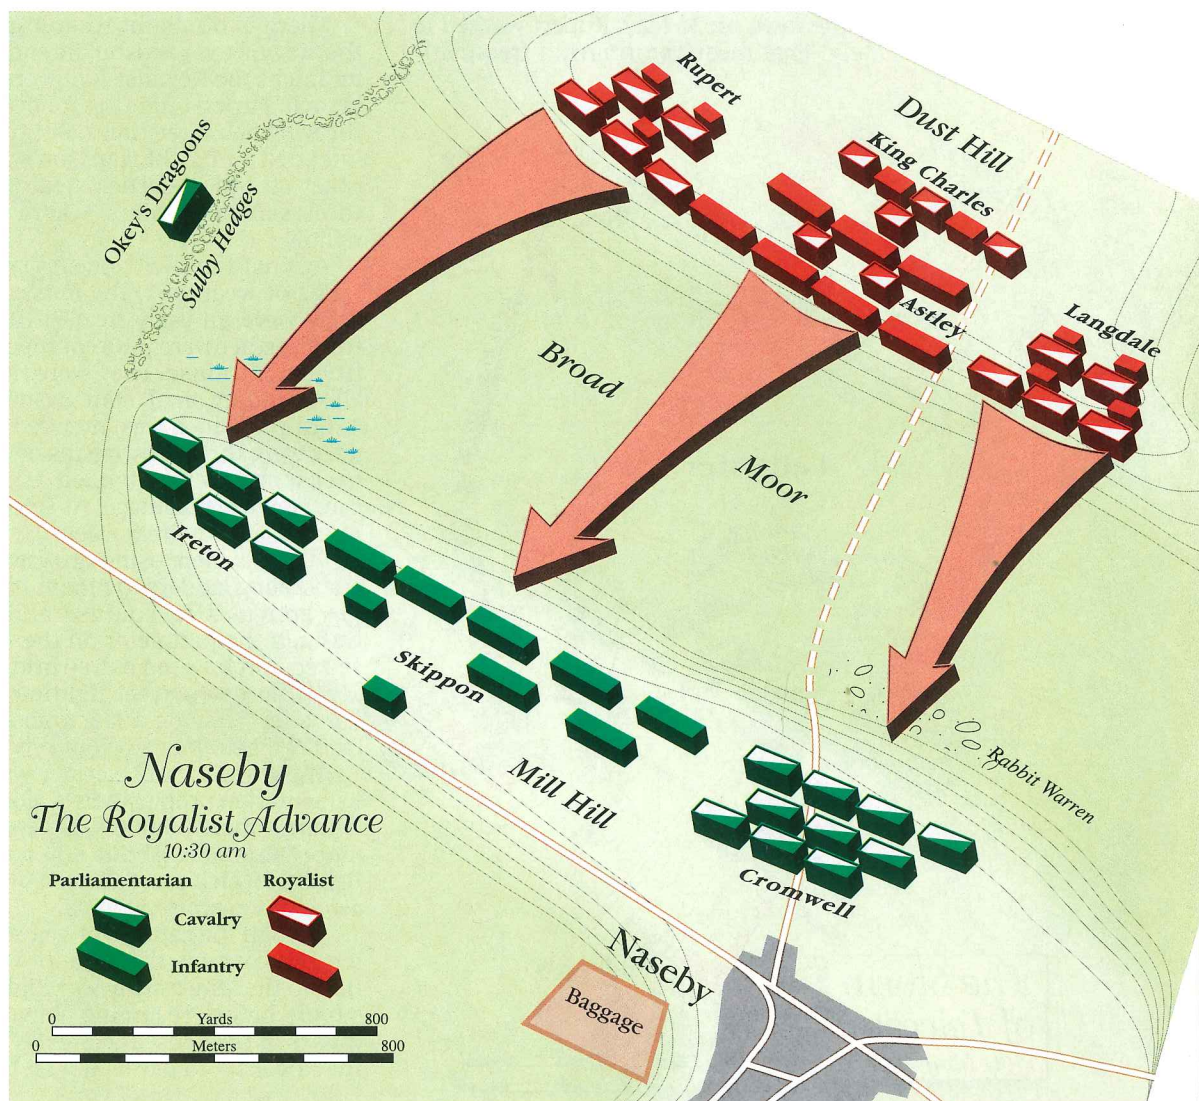 Rupert
Dust Hill
King Charles
Okey's Dragoons
Sulby Hedges
Astley
Langdale
Broad
Moor
Ireton
Skippon
Mill Hill
Rabbit Warren
Cromwell
Naseby
Baggage
Naseby
The Royalist Advance
10:30 am
Parliamentarian Royalist
Cavalry
Infantry
0 Yards 800
0 Meters 800